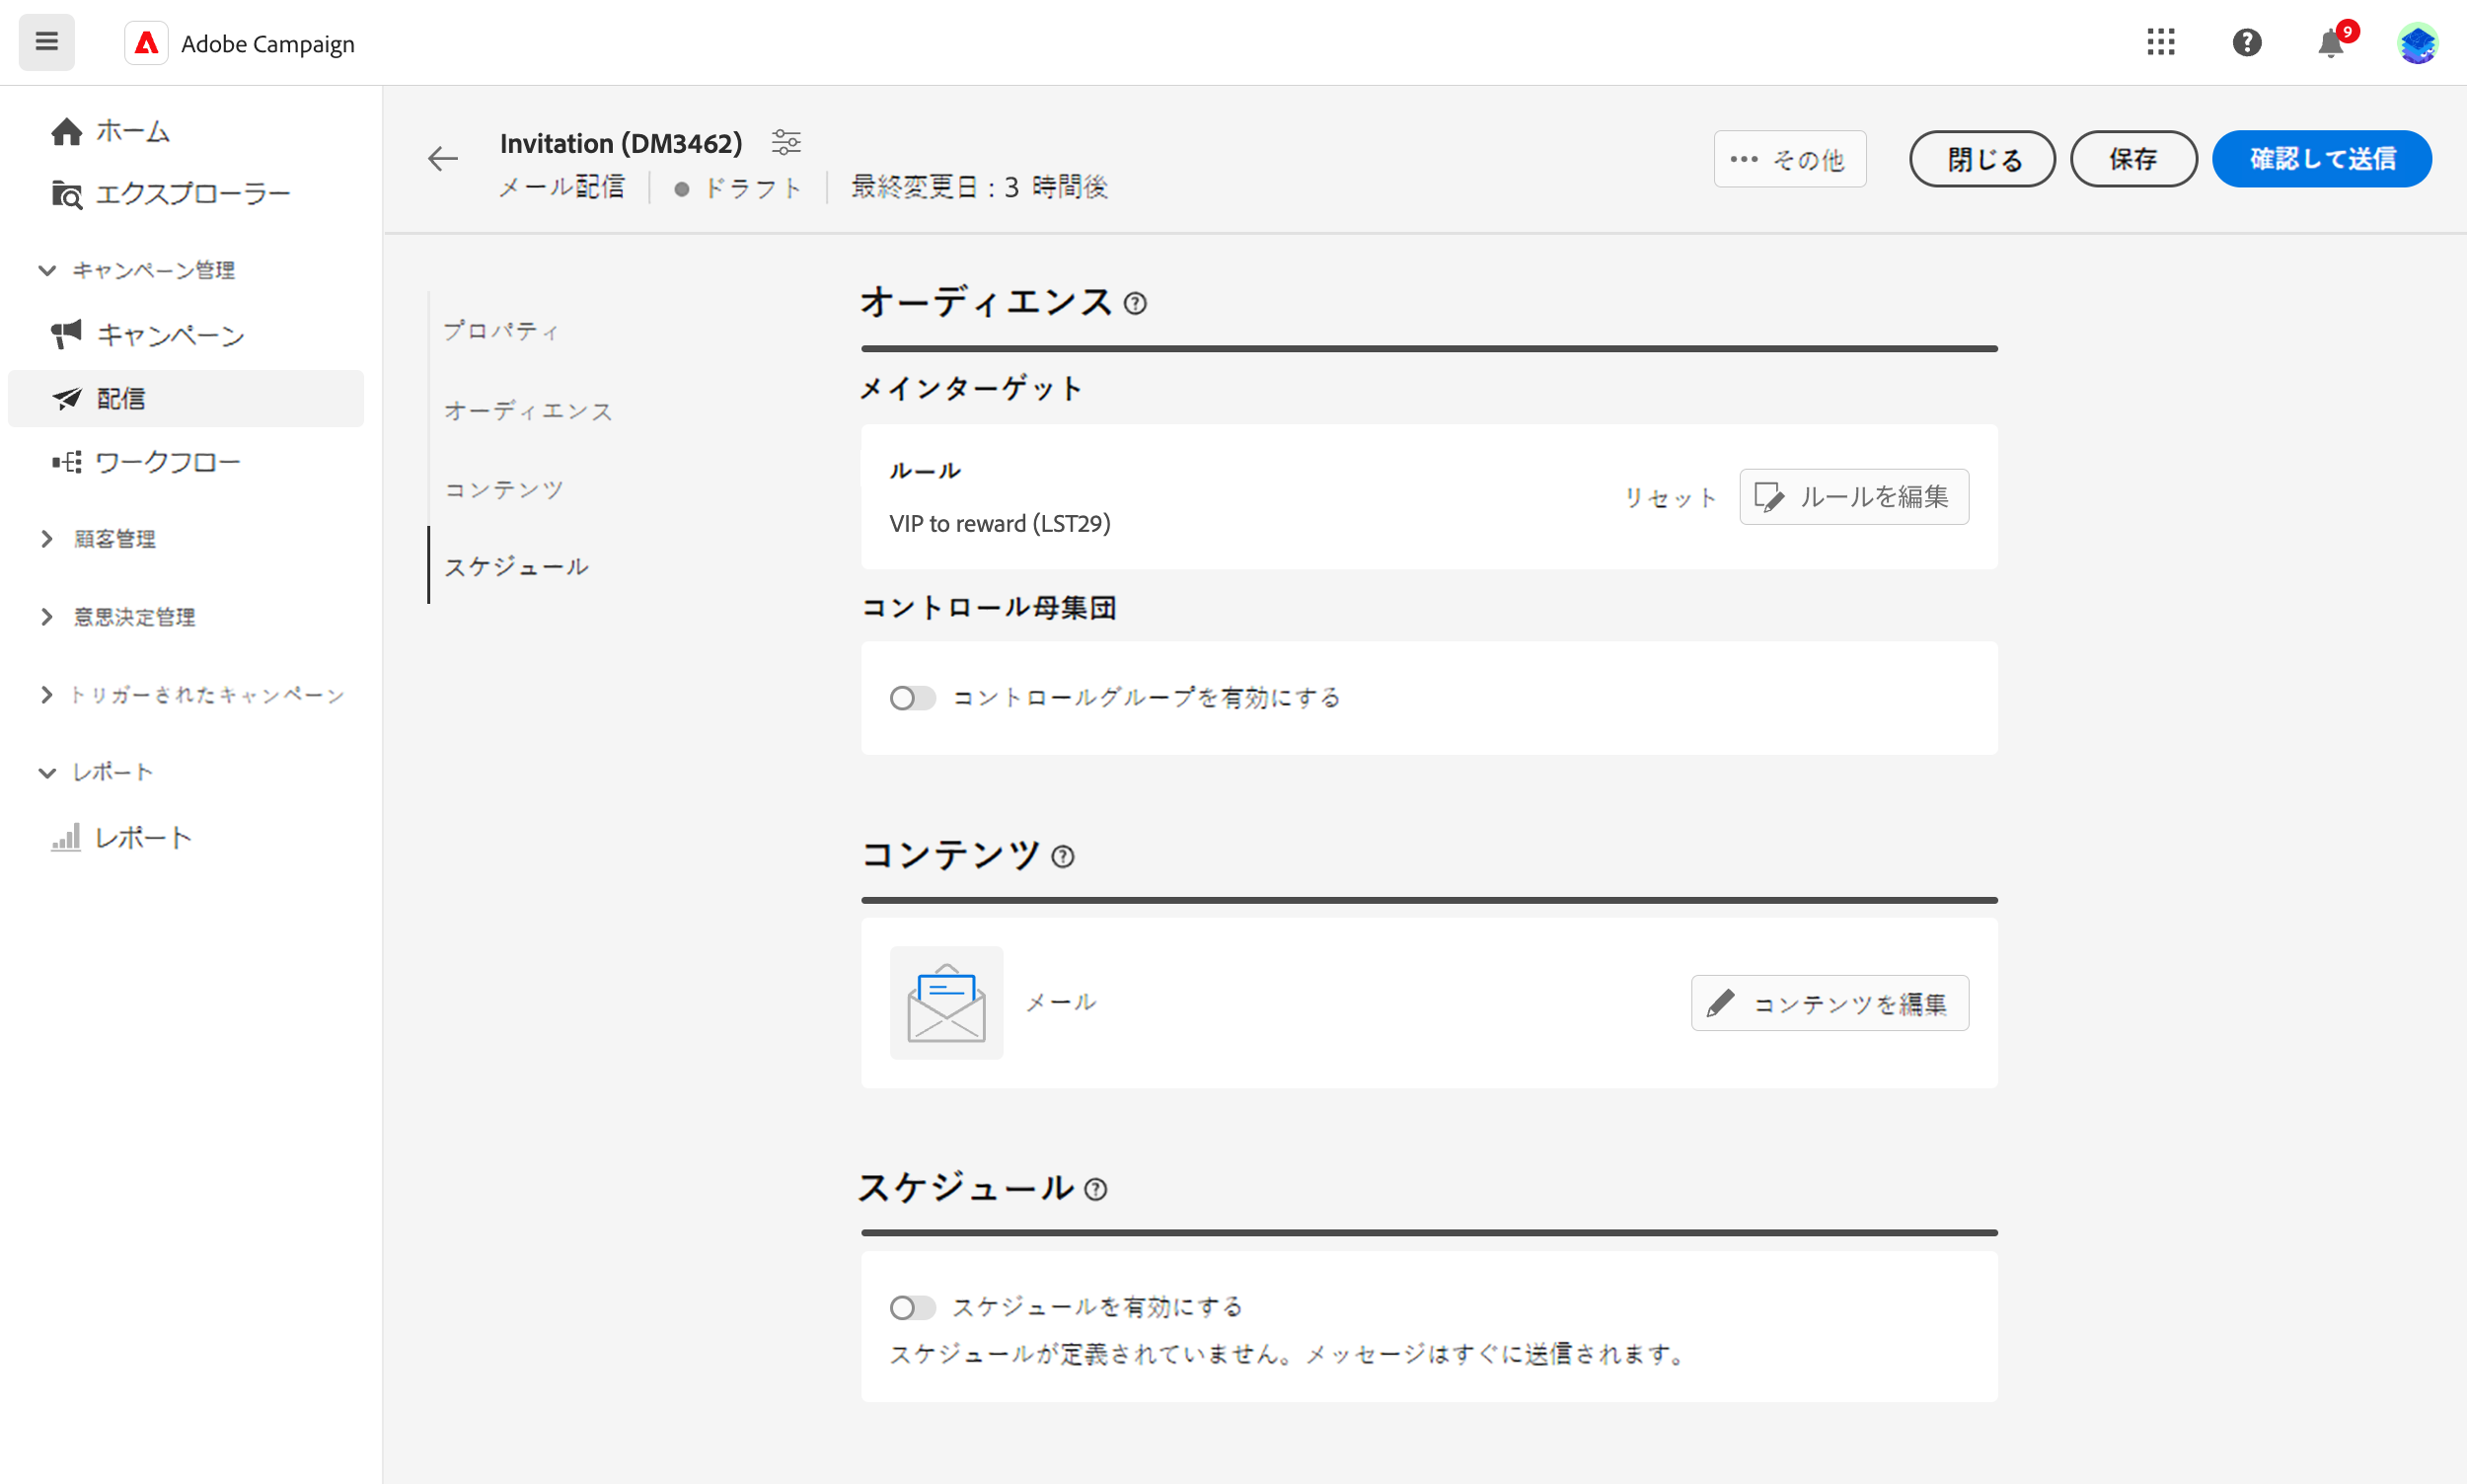 Adobe Campaign
9
ホーム
エクスプローラー
キャンペーン管理
キャンペーン
配信
ワークフロー
顧客管理
意思決定管理
トリガーされたキャンペーン
レポート
レポート
Invitation (DM3462)
メール配信
ドラフト
最終変更日 : 3 時間後
その他
閉じる
保存
確認して送信
プロパティ
オーディエンス
コンテンツ
スケジュール
オーディエンス
メインターゲット
ルール
VIP to reward (LST29)
リセット
ルールを編集
コントロール母集団
コントロールグループを有効にする
コンテンツ
メール
コンテンツを編集
スケジュール
スケジュールを有効にする
スケジュールが定義されていません。メッセージはすぐに送信されます。